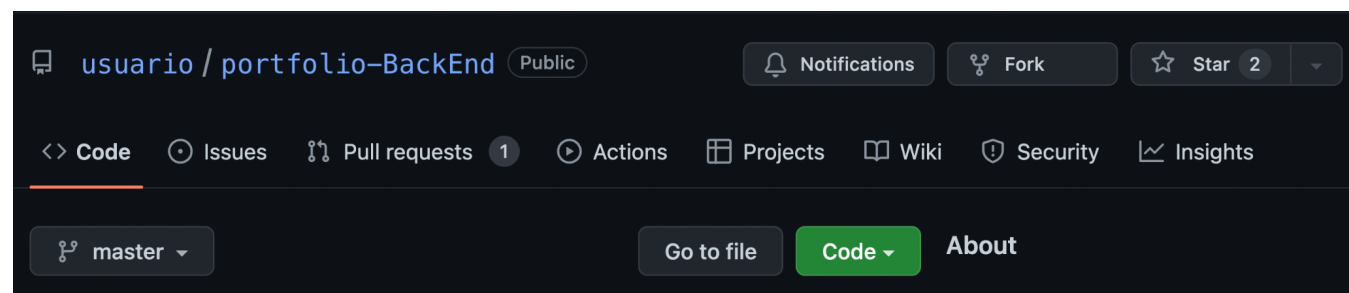 usuario / portfolio-BackEnd Public Notifications Fork Star 2
Code Issues Pull requests 1 Actions Projects Wiki Security Insights
master Go to file Code About